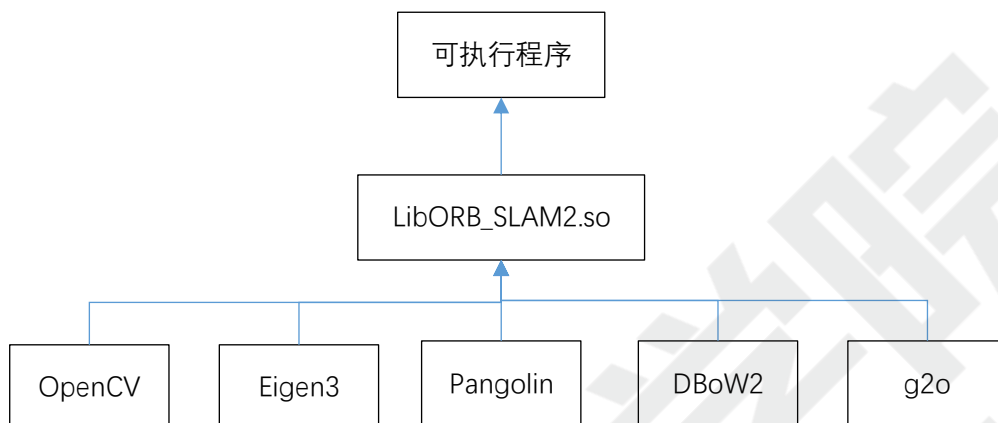 可执行程序
LibORB_SLAM2.so
OpenCV
Eigen3
Pangolin
DBoW2
g2o